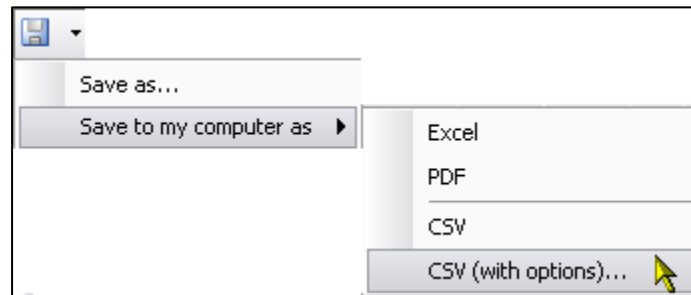 Save as...
Save to my computer as
Excel
PDF
CSV
CSV (with options)...